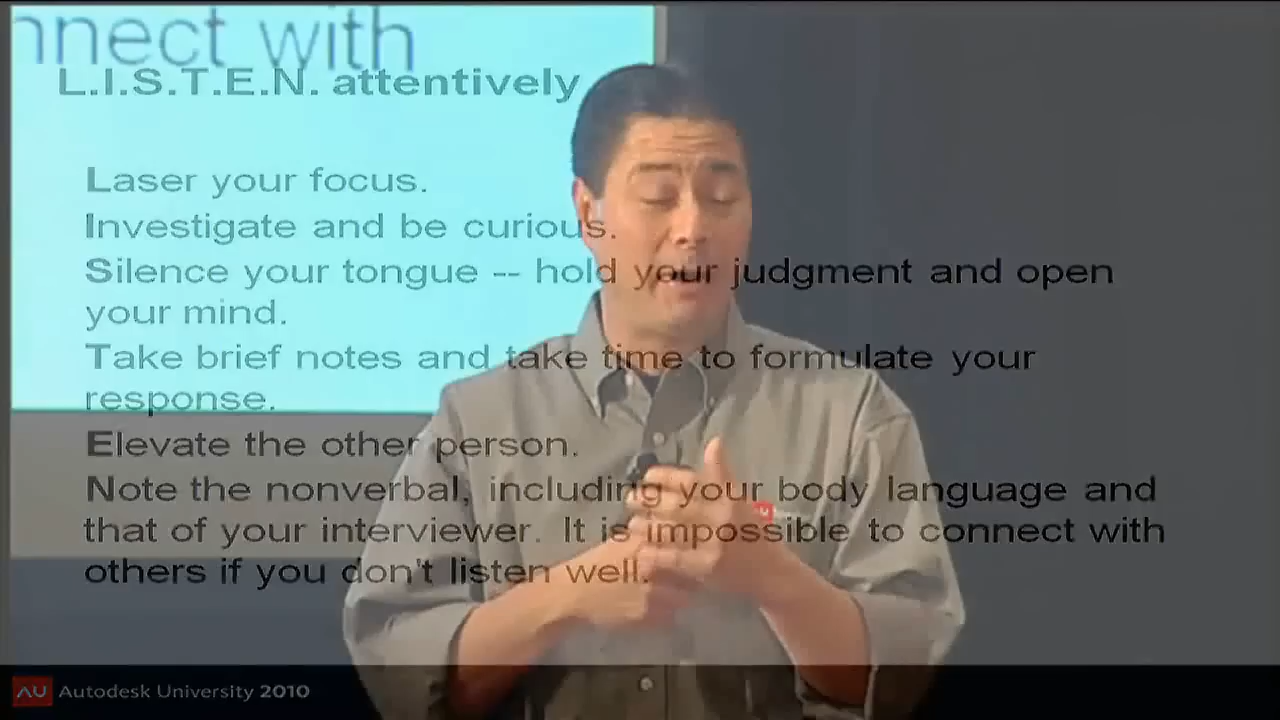 nnect with
L.I.S.T.E.N. attentively
Laser your focus.
Investigate and be curious.
Silence your tongue -- hold your judgment and open
your mind.
Take brief notes and take time to formulate your
response.
Elevate the other person.
Note the nonverbal, including your body language and
that of your interviewer. It is impossible to connect with
others if you don't listen well.
AU
AU Autodesk University 2010